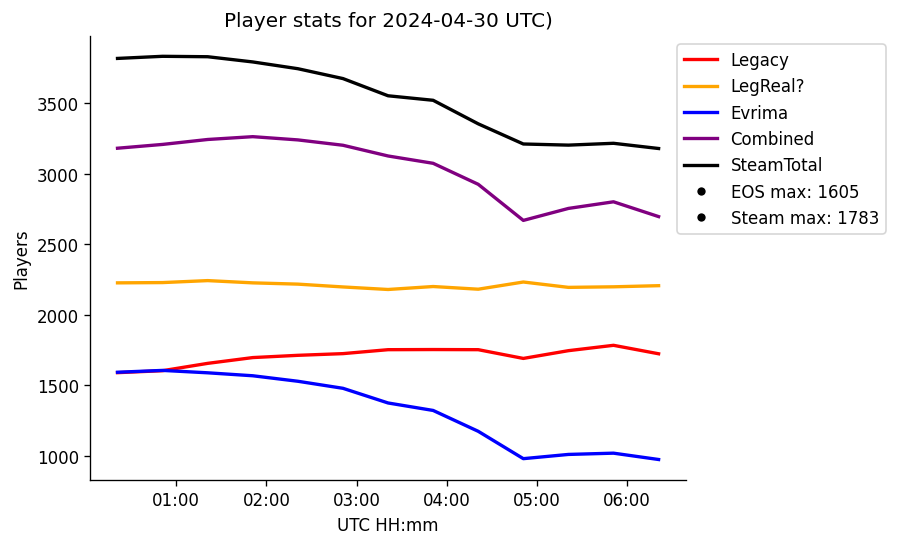 Player stats for 2024-04-30 UTC)
Legacy
LegReal?
Evrima
Combined
SteamTotal
EOS max: 1605
Steam max: 1783
Players
3500
3000
2500
2000
1500
1000
01:00 02:00 03:00 04:00 05:00 06:00
UTC HH:mm